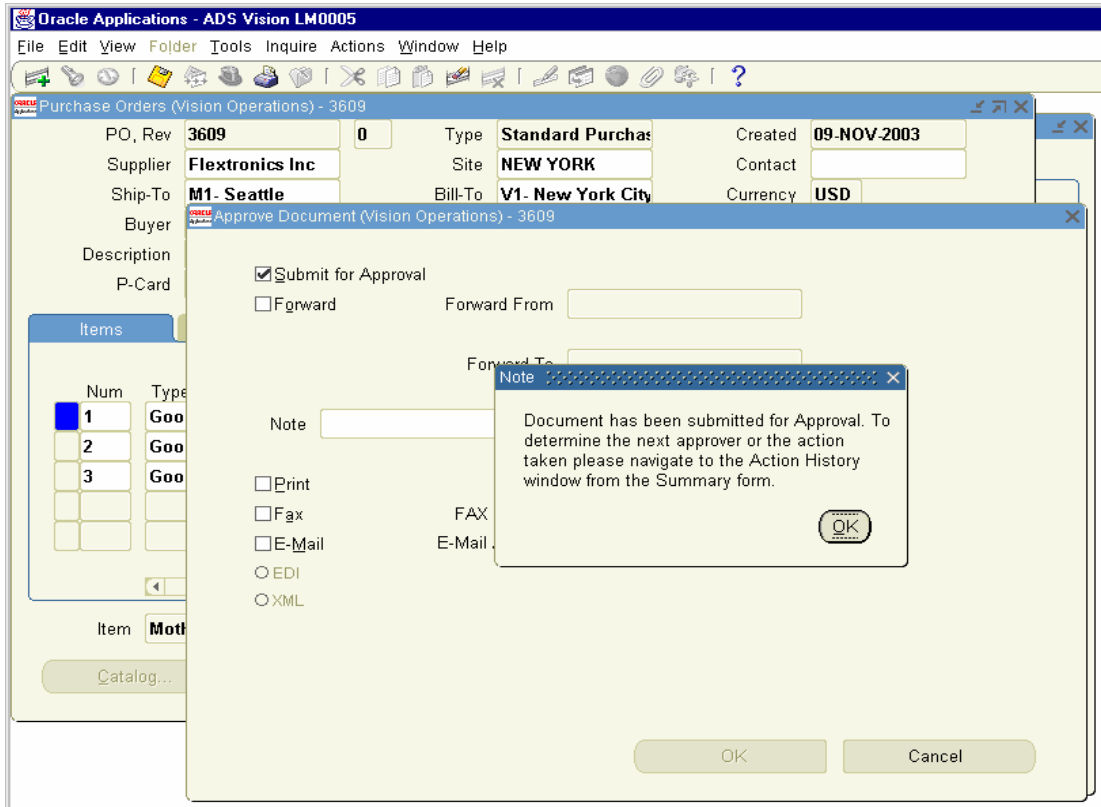 Oracle Applications - ADS Vision LM0005
File Edit View Folder Tools Inquire Actions Window Help
Purchase Orders (Vision Operations) - 3609
PO, Rev 3609 0 Type Standard Purchas Created 09-NOV-2003
Supplier Flextronics Inc Site NEW YORK Contact
Ship-To M1- Seattle Bill-To V1- New York City Currency USD
Buyer
Description
P-Card
Approve Document (Vision Operations) - 3609
Submit for Approval
Forward Forward From
Forward To
Note
Print
Fax FAX
E-Mail E-Mail
EDI
XML
OK Cancel
Items
Num Type
1 Goo
2 Goo
3 Goo
Item Moth
Catalog...
Note
Document has been submitted for Approval. To
determine the next approver or the action
taken please navigate to the Action History
window from the Summary form.
OK